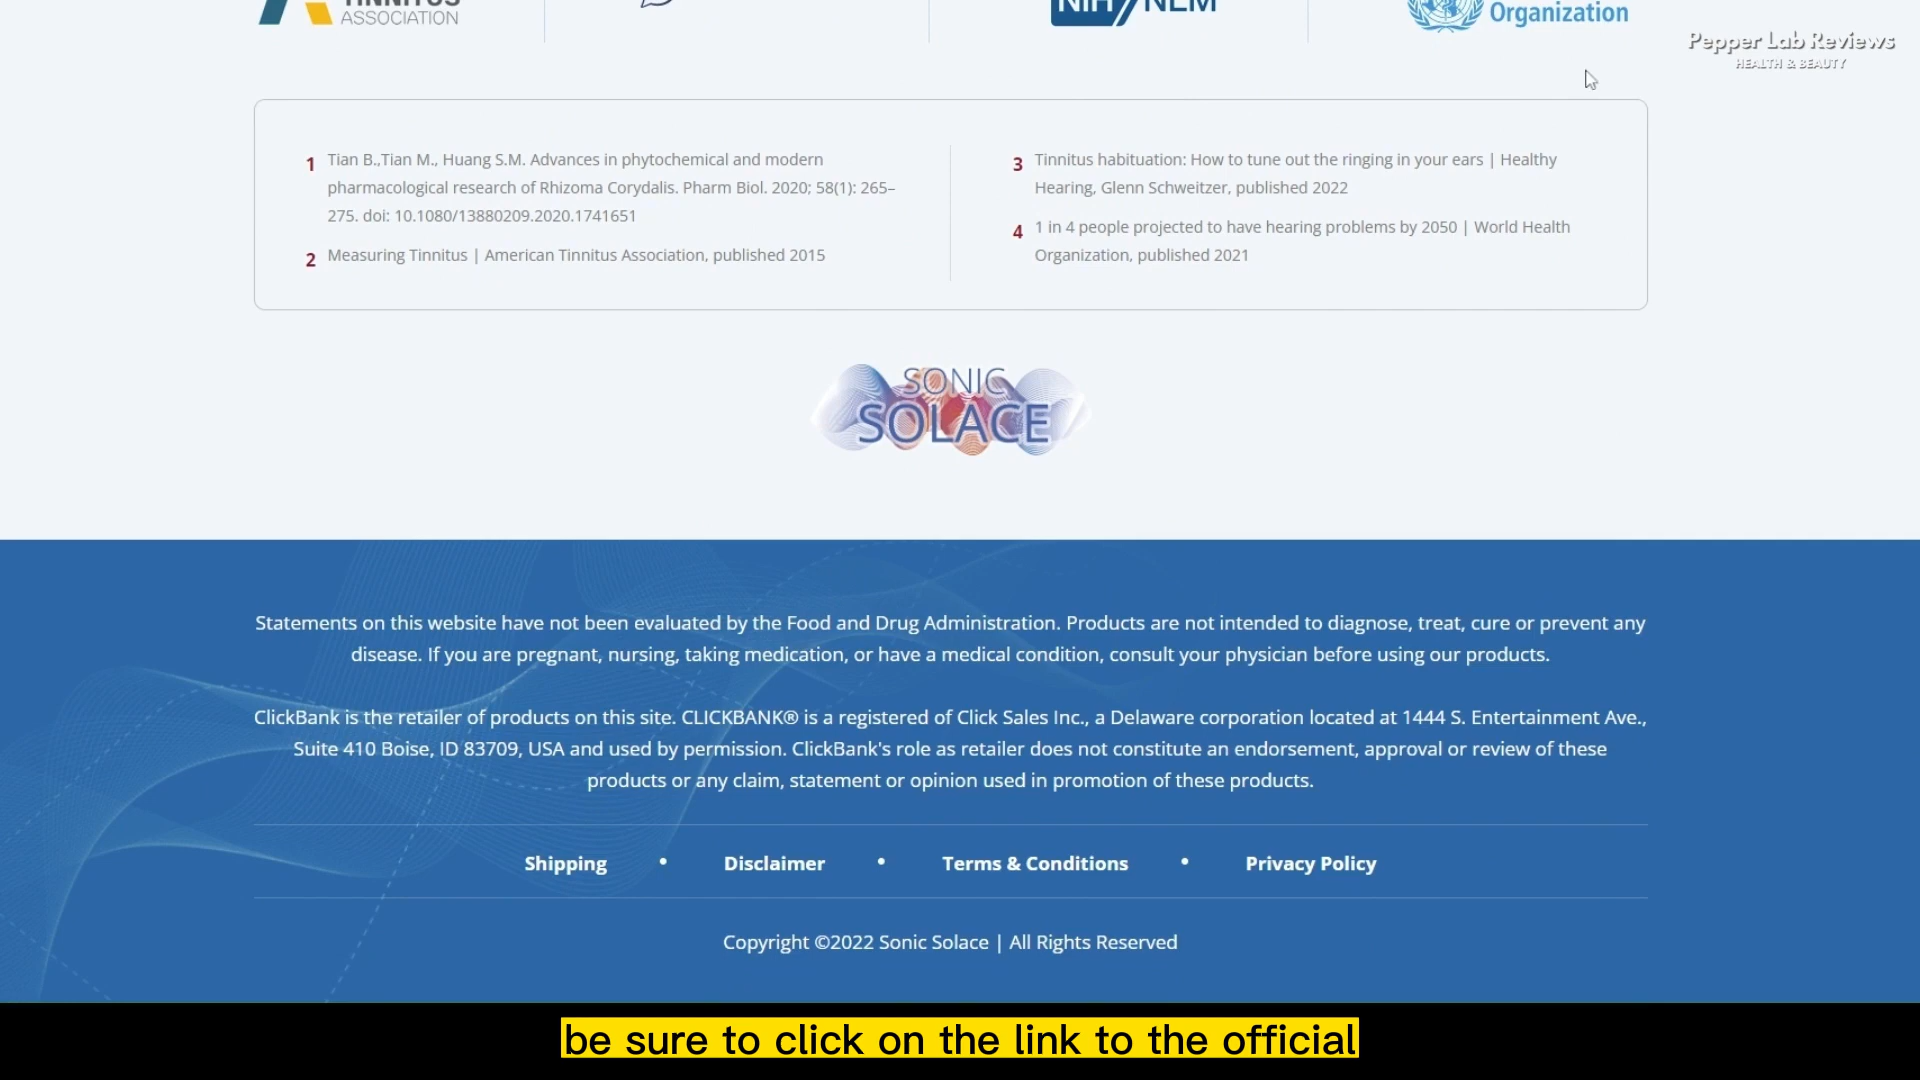 TINNITUS
ASSOCIATION
NIH NLM
Organization
Pepper Lab Reviews
HEALTH & BEAUTY
1 Tian B.,Tian M., Huang S.M. Advances in phytochemical and modern
pharmacological research of Rhizoma Corydalis. Pharm Biol. 2020; 58(1): 265–
275. doi: 10.1080/13880209.2020.1741651
2 Measuring Tinnitus | American Tinnitus Association, published 2015
3 Tinnitus habituation: How to tune out the ringing in your ears | Healthy
Hearing, Glenn Schweitzer, published 2022
4 1 in 4 people projected to have hearing problems by 2050 | World Health
Organization, published 2021
SONIC
SOLACE
Statements on this website have not been evaluated by the Food and Drug Administration. Products are not intended to diagnose, treat, cure or prevent any
disease. If you are pregnant, nursing, taking medication, or have a medical condition, consult your physician before using our products.
ClickBank is the retailer of products on this site. CLICKBANK® is a registered of Click Sales Inc., a Delaware corporation located at 1444 S. Entertainment Ave.,
Suite 410 Boise, ID 83709, USA and used by permission. ClickBank's role as retailer does not constitute an endorsement, approval or review of these
products or any claim, statement or opinion used in promotion of these products.
Shipping • Disclaimer • Terms & Conditions • Privacy Policy
Copyright ©2022 Sonic Solace | All Rights Reserved
be sure to click on the link to the official